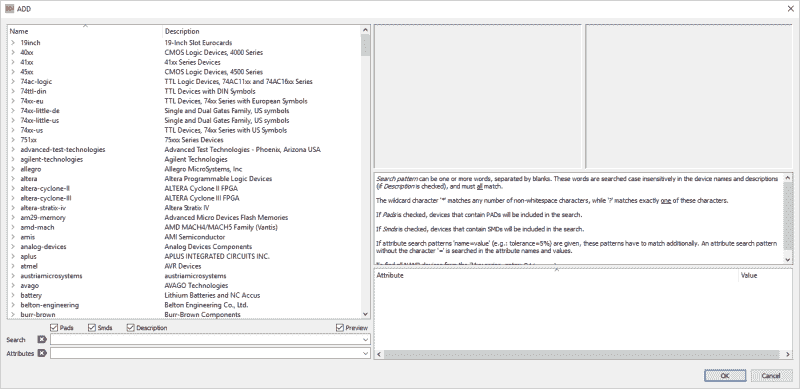 ADD
Name Description
19inch 19-Inch Slot Eurocards
40xx CMOS Logic Devices, 4000 Series
41xx 41xx Series Devices
45xx CMOS Logic Devices, 4500 Series
74ac-logic TTL Logic Devices, 74AC11xx and 74AC16xx Series
74ttl-din TTL Devices with DIN Symbols
74xx-eu TTL Devices, 74xx Series with European Symbols
74xx-little-de Single and Dual Gates Family, US symbols
74xx-little-us Single and Dual Gates Family, US symbols
74xx-us TTL Devices, 74xx Series with US Symbols
751xx 75xxx Series Devices
advanced-test-technologies Advanced Test Technologies - Phoenix, Arizona USA
agilent-technologies Agilent Technologies
allegro Allegro MicroSystems, Inc
altera Altera Programmable Logic Devices
altera-cyclone-II ALTERA Cyclone II FPGA
altera-cyclone-III ALTERA Cyclone III FPGA
altera-stratix-iv Altera Stratix IV
am29-memory Advanced Micro Devices Flash Memories
amd-mach AMD MACH4/MACH5 Family (Vantis)
amis AMI Semiconductor
analog-devices Analog Devices Components
aplus APLUS INTEGRATED CIRCUITS INC.
atmel AVR Devices
austriamicrosystems austriamicrosystems
avago AVAGO Technologies
battery Lithium Batteries and NC Accus
belton-engineering Belton Engineering Co., Ltd.
burr-brown Burr-Brown Components
Pads Smds Description Preview
Search
Attributes
Search pattern can be one or more words, separated by blanks. These words are searched case insensitively in the device names and descriptions
(if Description is checked), and must all match.
The wildcard character '*' matches any number of non-whitespace characters, while '?' matches exactly one of these characters.
If Pads is checked, devices that contain PADs will be included in the search.
If Smds is checked, devices that contain SMDs will be included in the search.
If attribute search patterns 'name=value' (e.g.: tolerance=5%) are given, these patterns have to match additionally. An attribute search pattern
without the character '=' is searched in the attribute names and values.
Attribute Value
OK Cancel